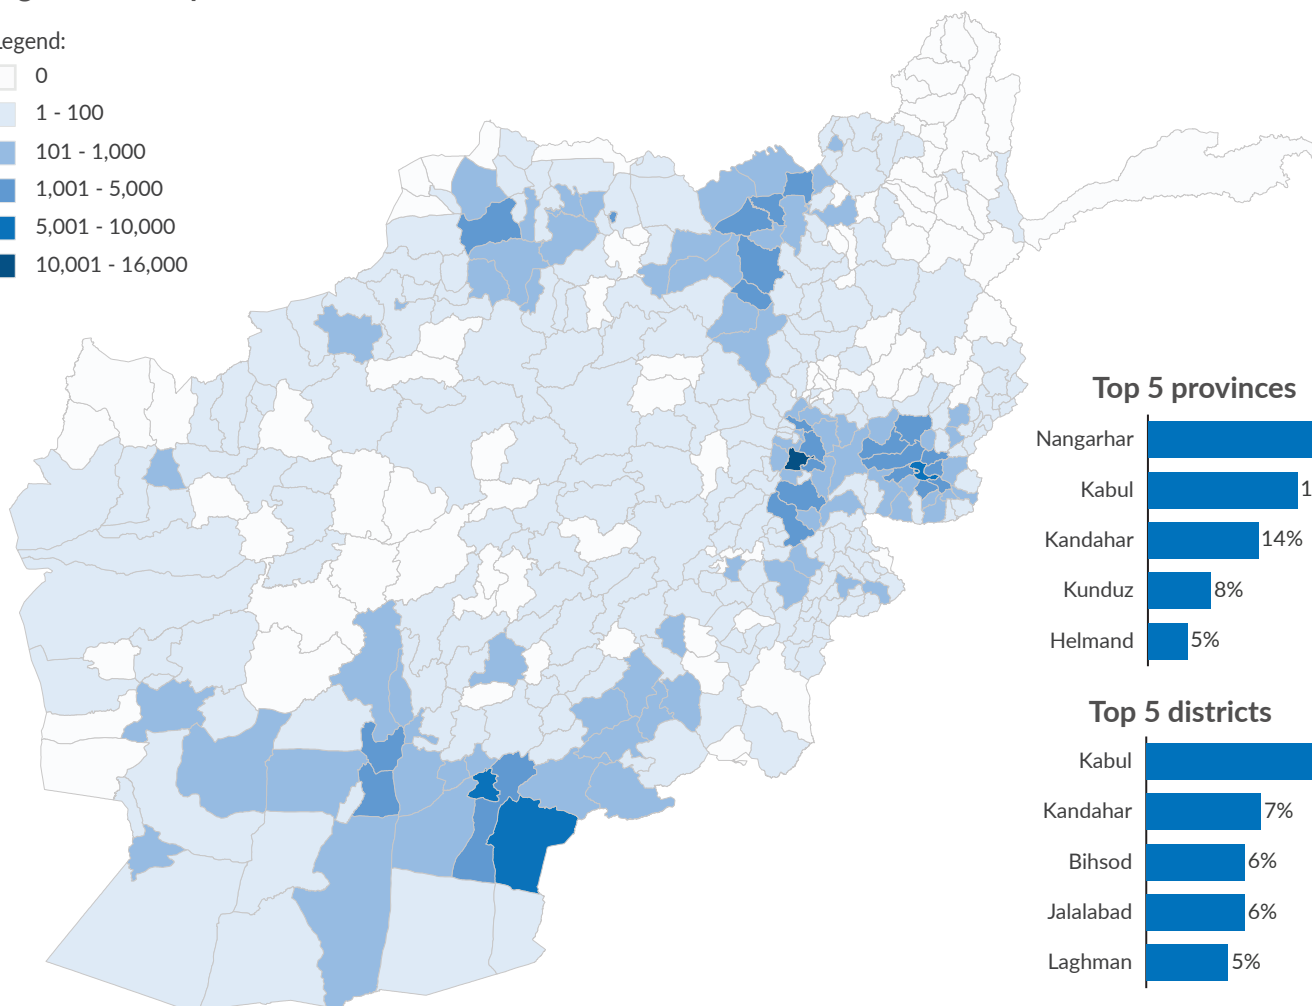 Legend:
0
1 - 100
101 - 1,000
1,001 - 5,000
5,001 - 10,000
10,001 - 16,000
Top 5 provinces
Nangarhar
Kabul 1
Kandahar 14%
Kunduz 8%
Helmand 5%
Top 5 districts
Kabul
Kandahar 7%
Bihsod 6%
Jalalabad 6%
Laghman 5%